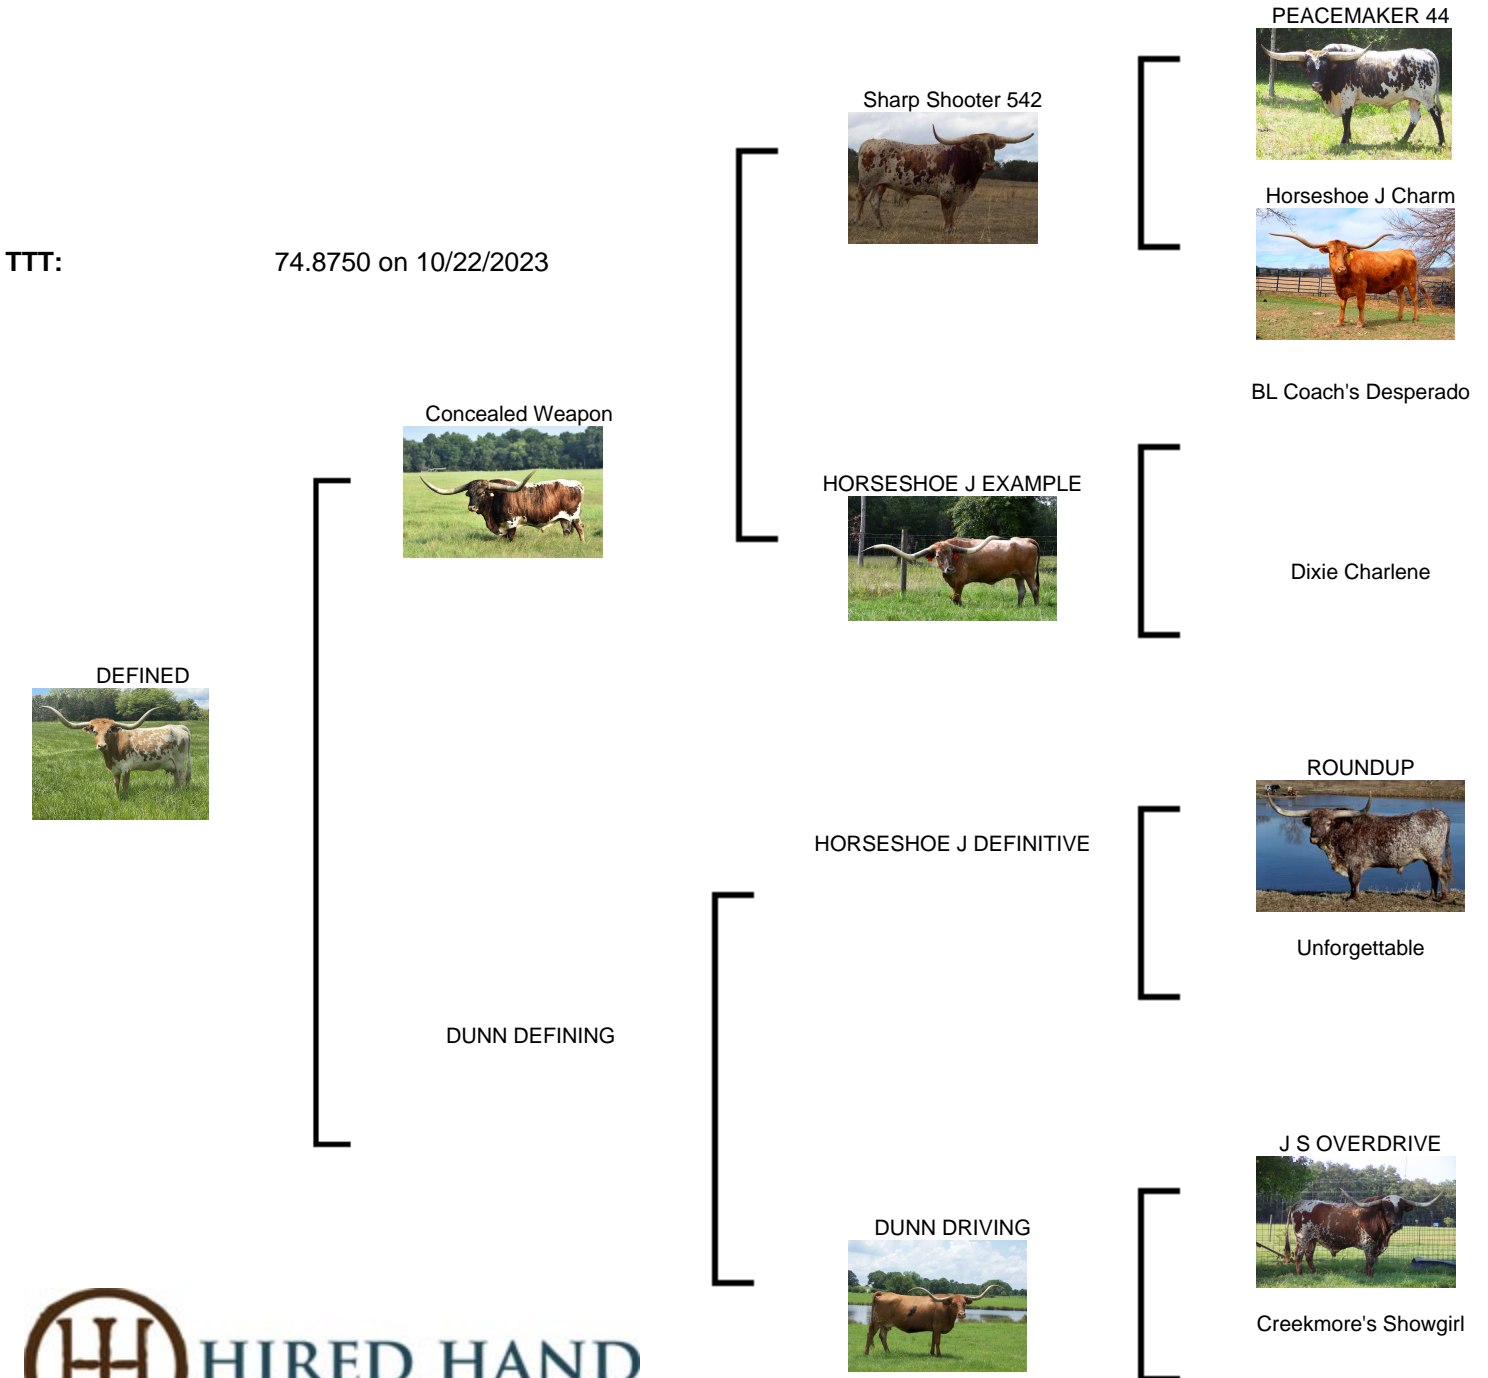 PEACEMAKER 44
Sharp Shooter 542
Horseshoe J Charm
TTT: 74.8750 on 10/22/2023
BL Coach's Desperado
Concealed Weapon
HORSESHOE J EXAMPLE
Dixie Charlene
DEFINED
ROUNDUP
HORSESHOE J DEFINITIVE
Unforgettable
DUNN DEFINING
J S OVERDRIVE
DUNN DRIVING
Creekmore's Showgirl
HIRED HAND